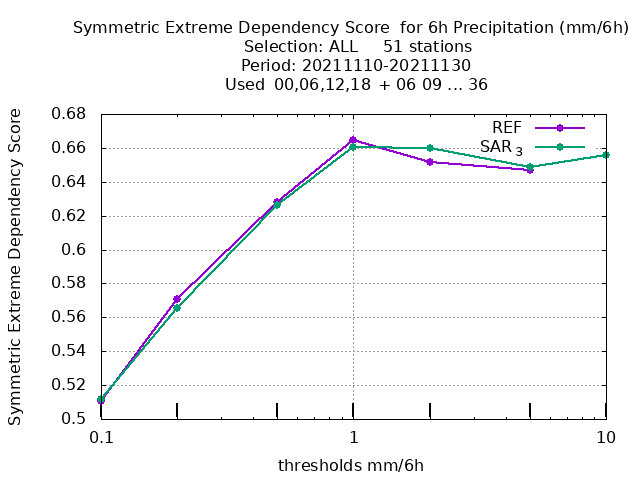 Symmetric Extreme Dependency Score  for 6h Precipitation (mm/6h)
Selection: ALL     51 stations
Period: 20211110-20211130
Used  00,06,12,18  + 06 09 ... 36
Symmetric Extreme Dependency Score
0.68
0.66
0.64
0.62
0.6
0.58
0.56
0.54
0.52
0.5
REF
SAR 3
0.1
1
10
thresholds mm/6h